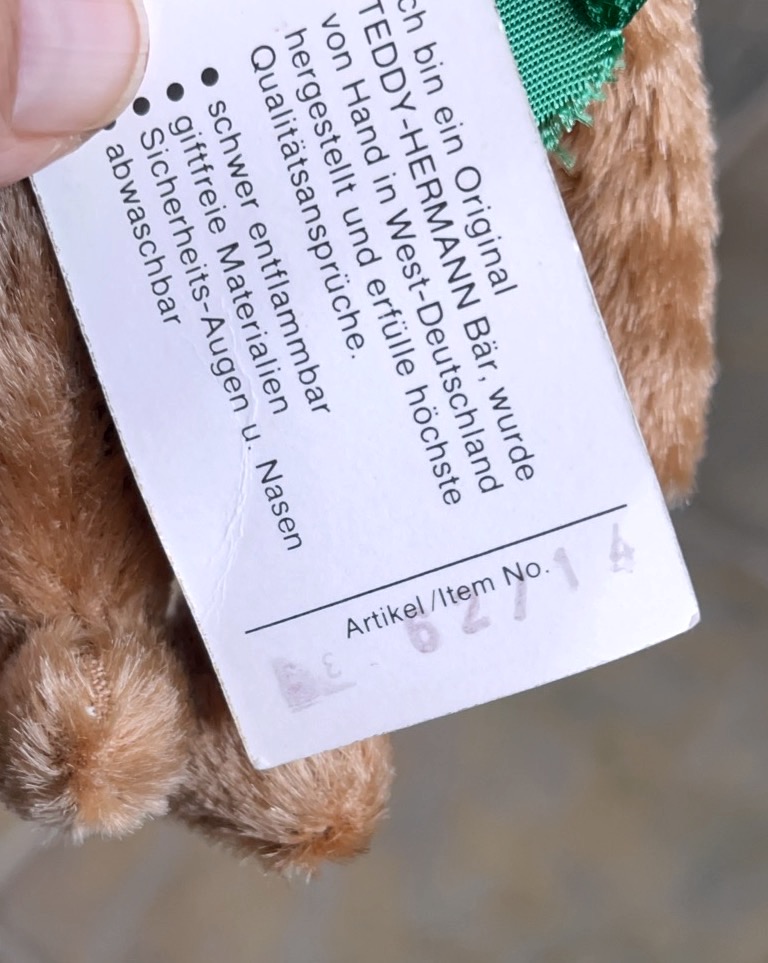 ch bin ein Original
TEDDY-HERMANN Bär, wurde
von Hand in West-Deutschland
hergestellt und erfülle höchste
Qualitätsansprüche.
● schwer entflammbar
● giftfreie Materialien
● Sicherheits-Augen u. Nasen
● abwaschbar
Artikel/Item No.